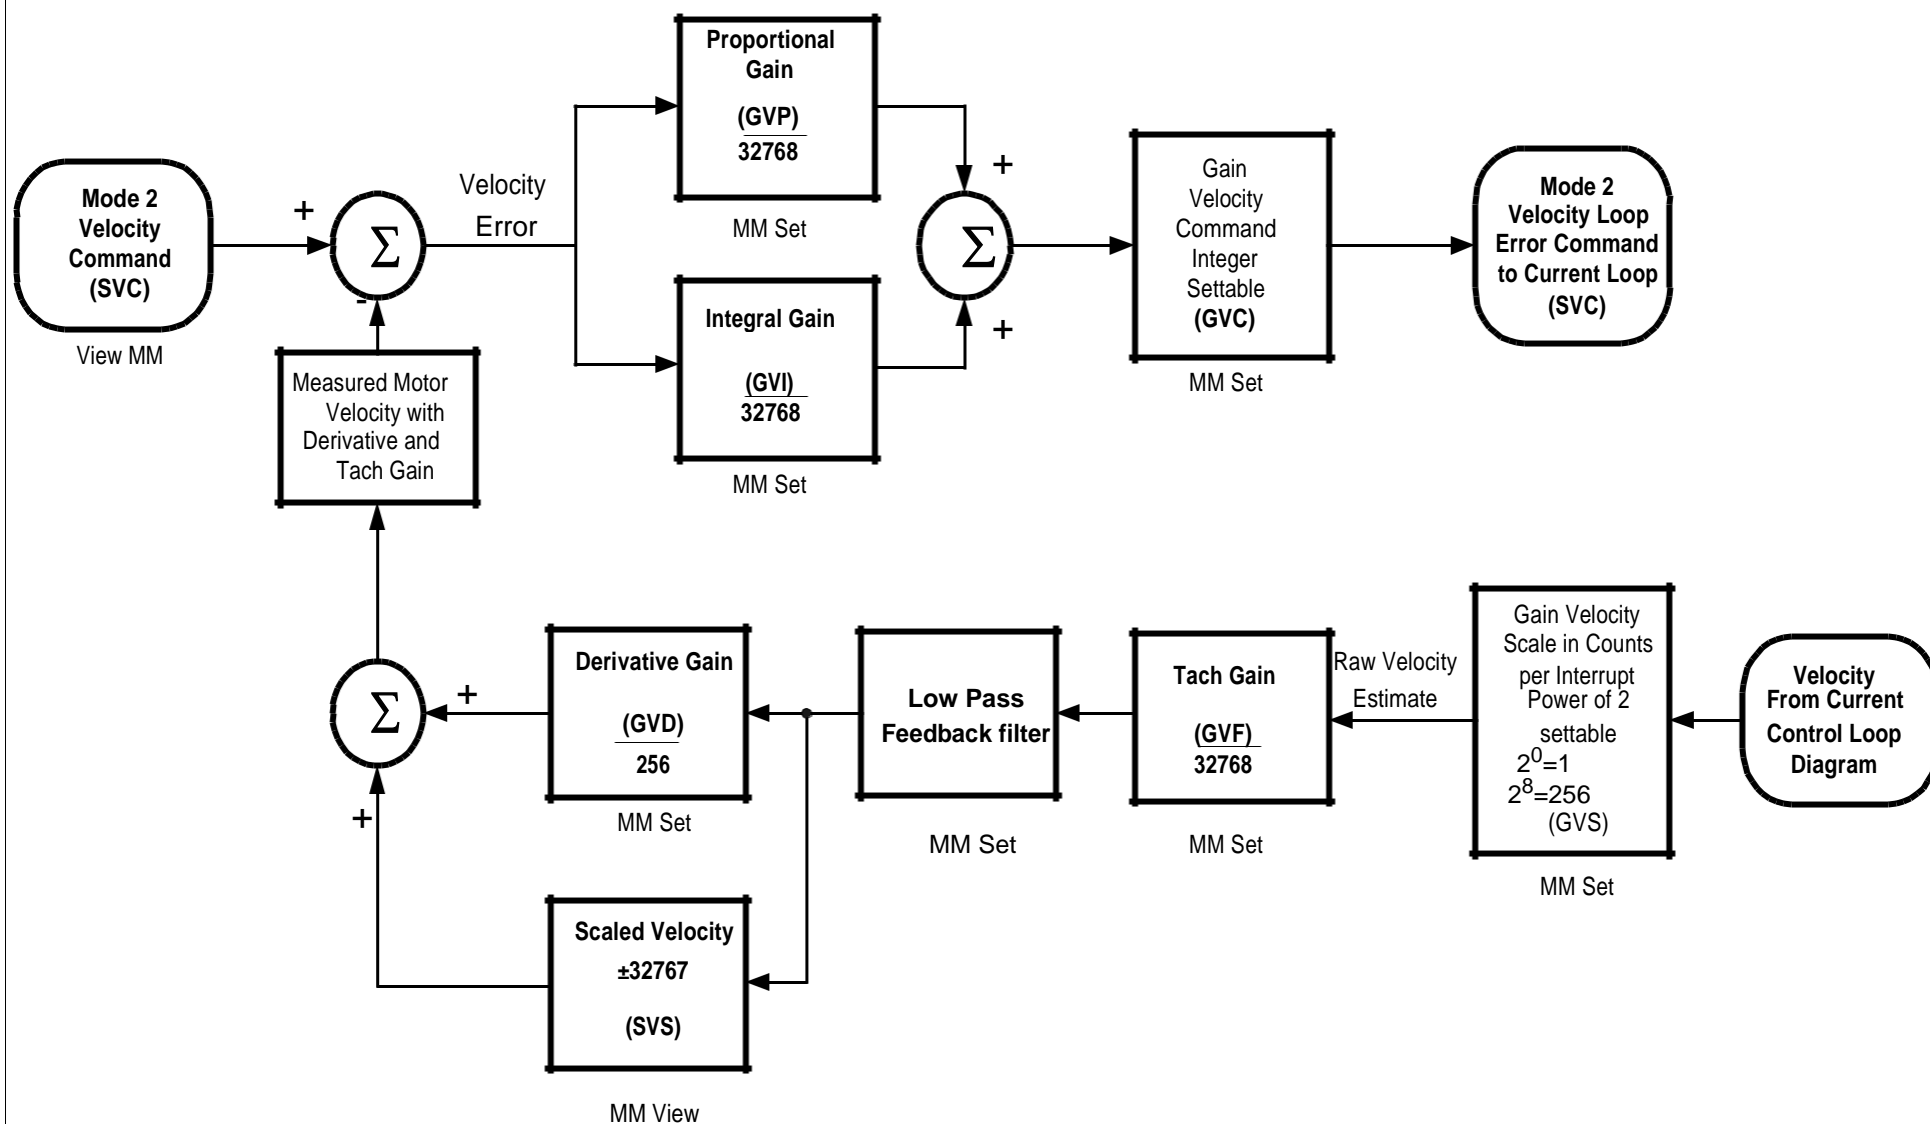 Mode 2
Velocity
Command
(SVC)
View MM
+
Σ
-
Velocity
Error
Proportional
Gain
(GVP)
32768
MM Set
Integral Gain
(GVI)
32768
MM Set
+
Σ
+
Gain
Velocity
Command
Integer
Settable
(GVC)
MM Set
Mode 2
Velocity Loop
Error Command
to Current Loop
(SVC)
Measured Motor
Velocity with
Derivative and
Tach Gain
Σ
+
+
Derivative Gain
(GVD)
256
MM Set
Scaled Velocity
±32767
(SVS)
MM View
Low Pass
Feedback filter
MM Set
Tach Gain
(GVF)
32768
MM Set
Raw Velocity
Estimate
Gain Velocity
Scale in Counts
per Interrupt
Power of 2
settable
2⁰=1
2⁸=256
(GVS)
MM Set
Velocity
From Current
Control Loop
Diagram